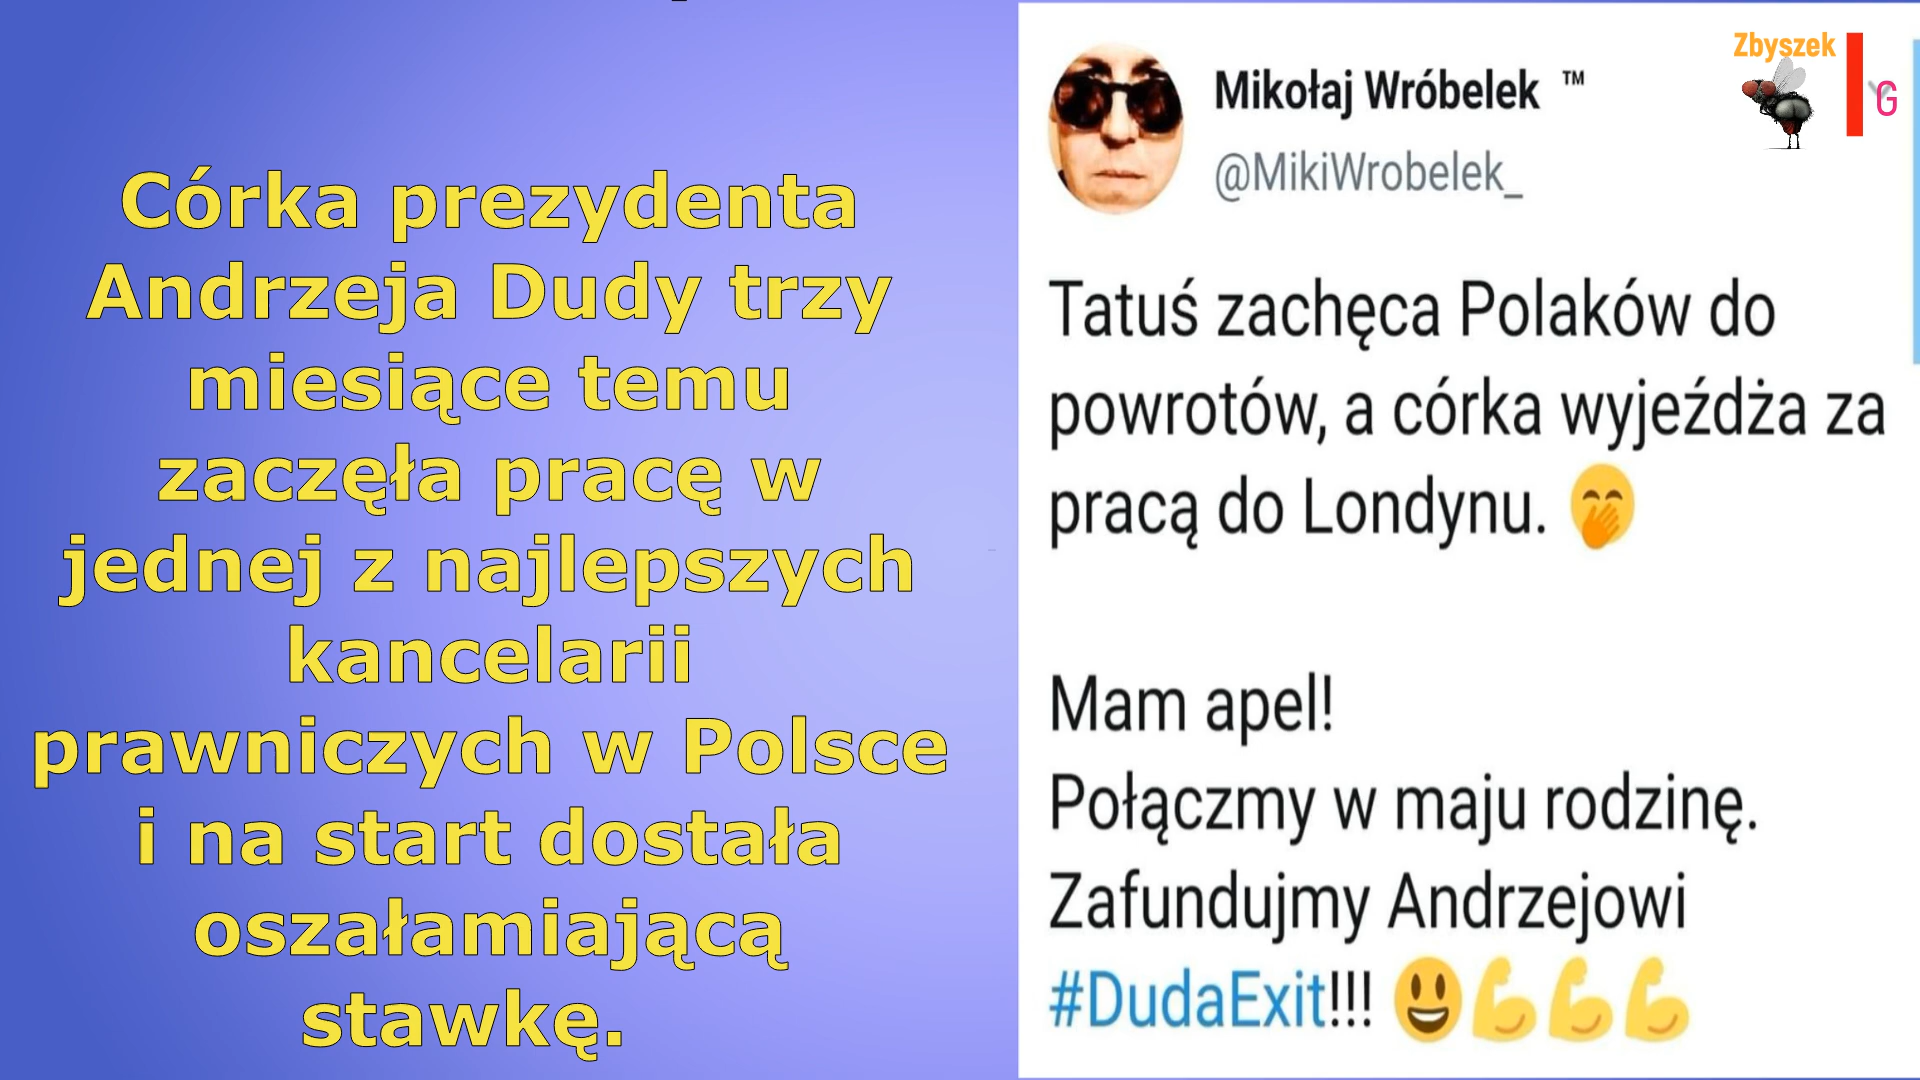 Córka prezydenta
Andrzeja Dudy trzy
miesiące temu
zaczęła pracę w
jednej z najlepszych
kancelarii
prawniczych w Polsce
i na start dostała
oszałamiającą
stawkę.
Mikołaj Wróbelek ™
@MikiWrobelek_
Zbyszek
G
Tatuś zachęca Polaków do
powrotów, a córka wyjeźdża za
pracą do Londynu. 🤭
Mam apel!
Połączmy w maju rodzinę.
Zafundujmy Andrzejowi
#DudaExit!!! 😃💪💪💪